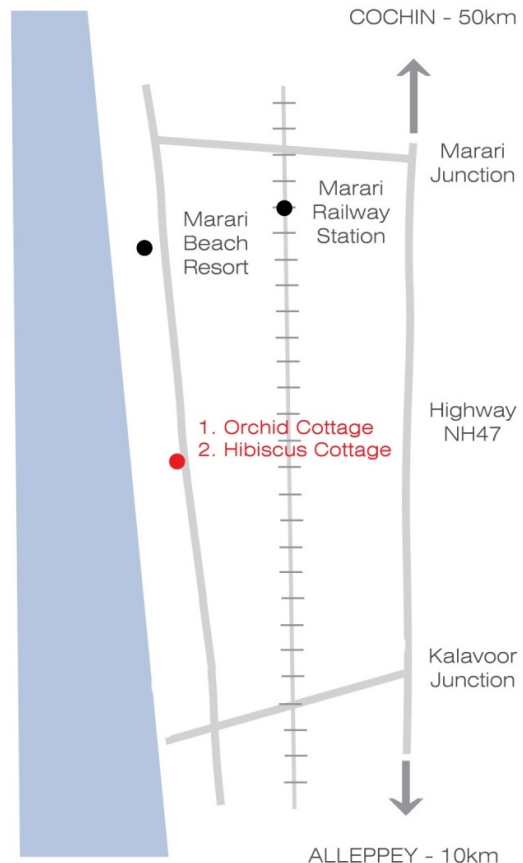 COCHIN - 50km
Marari
Junction
Marari
Railway
Station
Marari
Beach
Resort
1. Orchid Cottage
2. Hibiscus Cottage
Highway
NH47
Kalavoor
Junction
ALLEPPEY - 10km